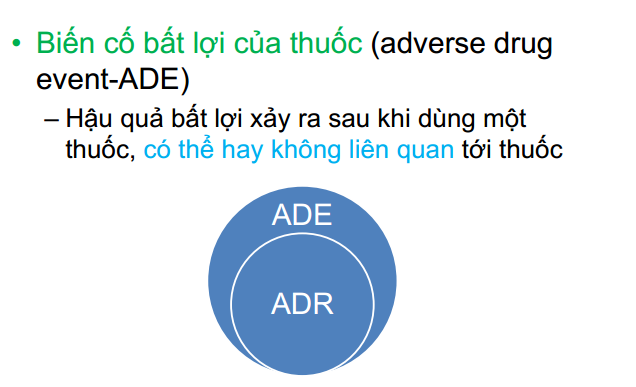 • Biến cố bất lợi của thuốc (adverse drug
event-ADE)
– Hậu quả bất lợi xảy ra sau khi dùng một
thuốc, có thể hay không liên quan tới thuốc
ADE
ADR